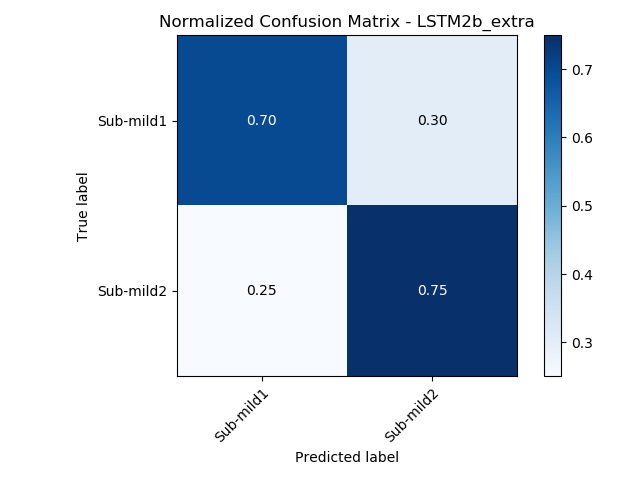 Normalized Confusion Matrix - LSTM2b_extra
Sub-mild1
0.70
0.30
Sub-mild2
0.25
0.75
True label
Sub-mild1
Sub-mild2
Predicted label
0.7
0.6
0.5
0.4
0.3